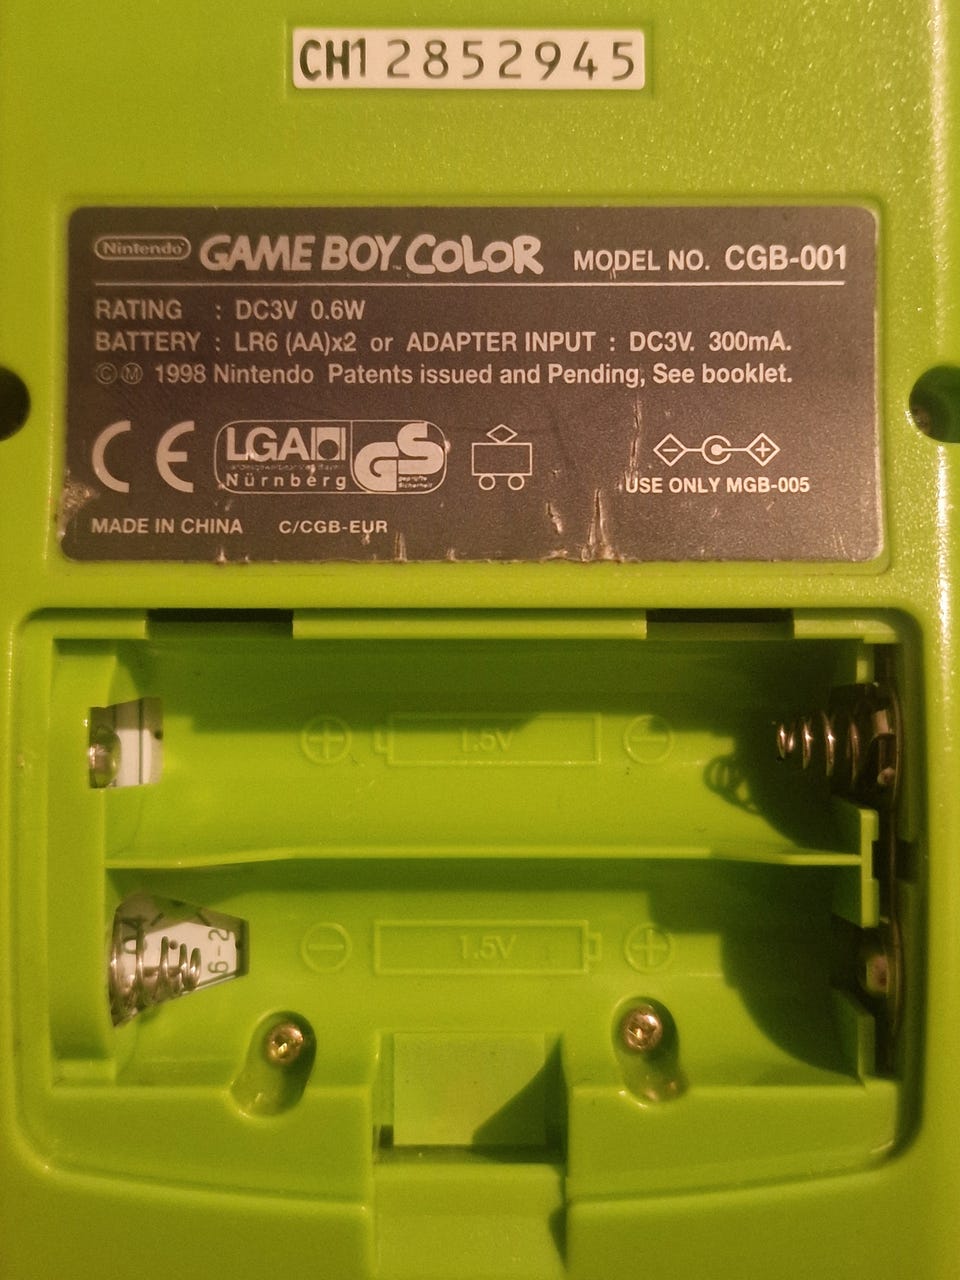 CH12852945
Nintendo GAME BOY COLOR MODEL NO. CGB-001
RATING : DC3V 0.6W
BATTERY : LR6 (AA)x2 or ADAPTER INPUT : DC3V. 300mA.
©Ⓜ 1998 Nintendo Patents issued and Pending, See booklet.
CE LGA Nürnberg GS geprüfte Sicherheit
USE ONLY MGB-005
MADE IN CHINA C/CGB-EUR
1.5V
1.5V